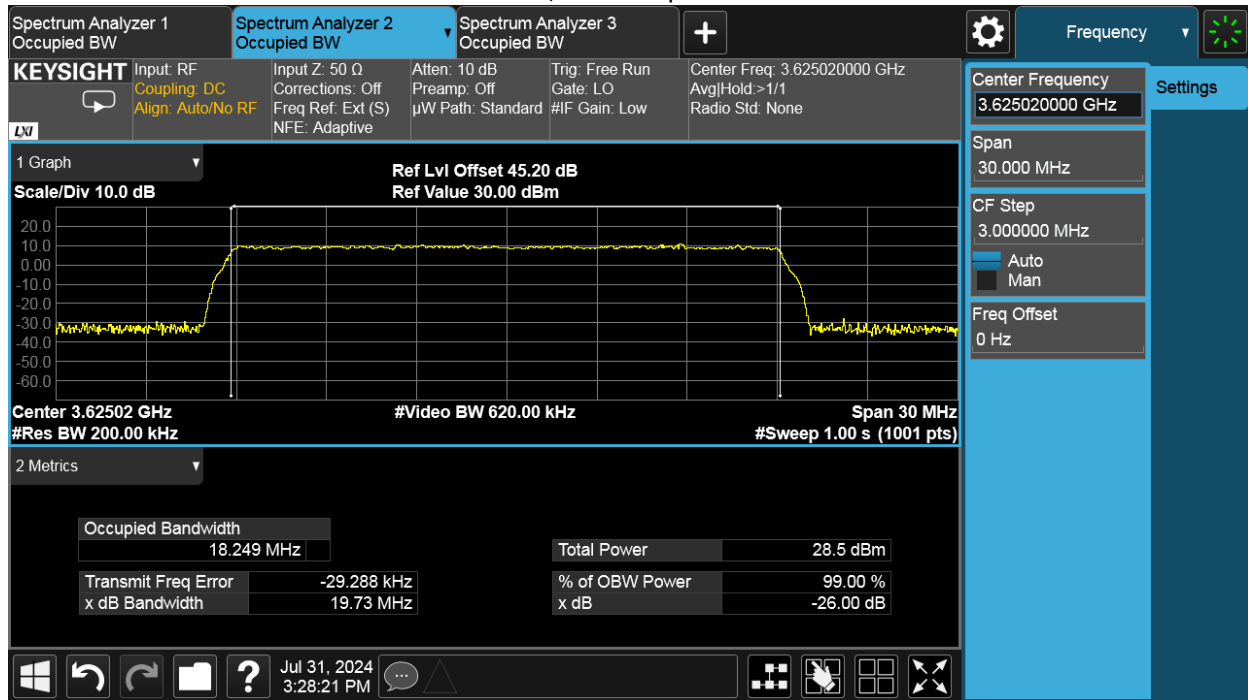 Spectrum Analyzer 1
Occupied BW
Spectrum Analyzer 2
Occupied BW
Spectrum Analyzer 3
Occupied BW
+
Frequency
KEYSIGHT
LXI
Input: RF
Coupling: DC
Align: Auto/No RF
Input Z: 50 Ω
Corrections: Off
Freq Ref: Ext (S)
NFE: Adaptive
Atten: 10 dB
Preamp: Off
µW Path: Standard
Trig: Free Run
Gate: LO
#IF Gain: Low
Center Freq: 3.625020000 GHz
Avg|Hold:>1/1
Radio Std: None
Center Frequency
3.625020000 GHz
Settings
Span
30.000 MHz
CF Step
3.000000 MHz
Auto
Man
Freq Offset
0 Hz
1 Graph
Scale/Div 10.0 dB
Ref Lvl Offset 45.20 dB
Ref Value 30.00 dBm
20.0
10.0
0.00
-10.0
-20.0
-30.0
-40.0
-50.0
-60.0
Center 3.62502 GHz
#Video BW 620.00 kHz
Span 30 MHz
#Res BW 200.00 kHz
#Sweep 1.00 s (1001 pts)
2 Metrics
Occupied Bandwidth
18.249 MHz
Total Power 28.5 dBm
Transmit Freq Error -29.288 kHz
% of OBW Power 99.00 %
x dB Bandwidth 19.73 MHz
x dB -26.00 dB
?
Jul 31, 2024
3:28:21 PM